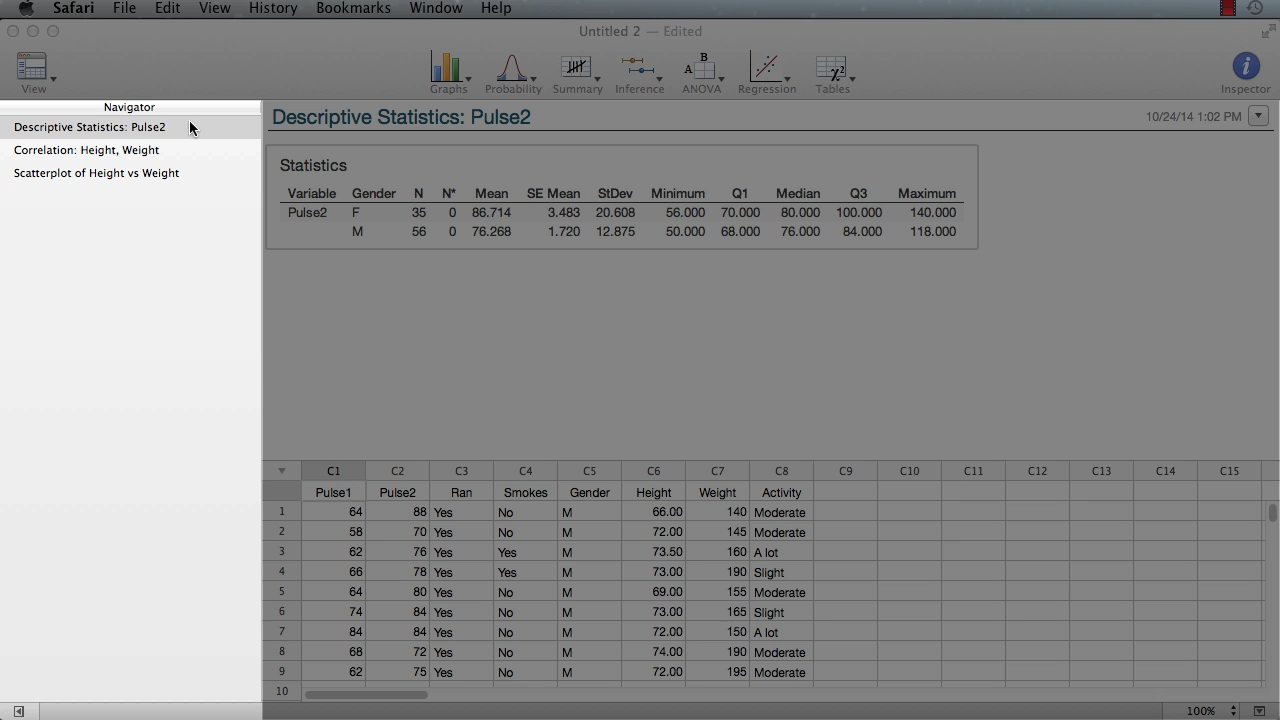 Safari File Edit View History Bookmarks Window Help
Untitled 2 — Edited
View Graphs Probability Summary Inference ANOVA Regression Tables Inspector
Navigator
Descriptive Statistics: Pulse2
Correlation: Height, Weight
Scatterplot of Height vs Weight
Descriptive Statistics: Pulse2 10/24/14 1:02 PM
Statistics
Variable Gender N N* Mean SE Mean StDev Minimum Q1 Median Q3 Maximum
Pulse2 F 35 0 86.714 3.483 20.608 56.000 70.000 80.000 100.000 140.000
M 56 0 76.268 1.720 12.875 50.000 68.000 76.000 84.000 118.000
C1 C2 C3 C4 C5 C6 C7 C8 C9 C10 C11 C12 C13 C14 C15
Pulse1 Pulse2 Ran Smokes Gender Height Weight Activity
1 64 88 Yes No M 66.00 140 Moderate
2 58 70 Yes No M 72.00 145 Moderate
3 62 76 Yes Yes M 73.50 160 A lot
4 66 78 Yes Yes M 73.00 190 Slight
5 64 80 Yes No M 69.00 155 Moderate
6 74 84 Yes No M 73.00 165 Slight
7 84 84 Yes No M 72.00 150 A lot
8 68 72 Yes No M 74.00 190 Moderate
9 62 75 Yes No M 72.00 195 Moderate
10
100%